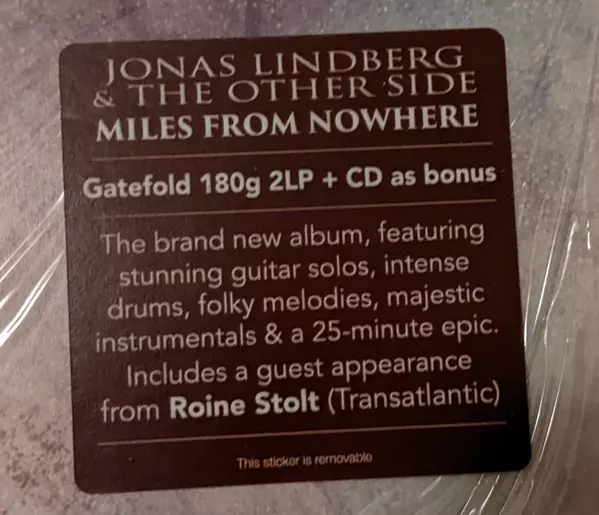 JONAS LINDBERG
& THE OTHER SIDE
MILES FROM NOWHERE
Gatefold 180g 2LP + CD as bonus
The brand new album, featuring
stunning guitar solos, intense
drums, folky melodies, majestic
instrumentals & a 25-minute epic.
Includes a guest appearance
from Roine Stolt (Transatlantic)
This sticker is removable